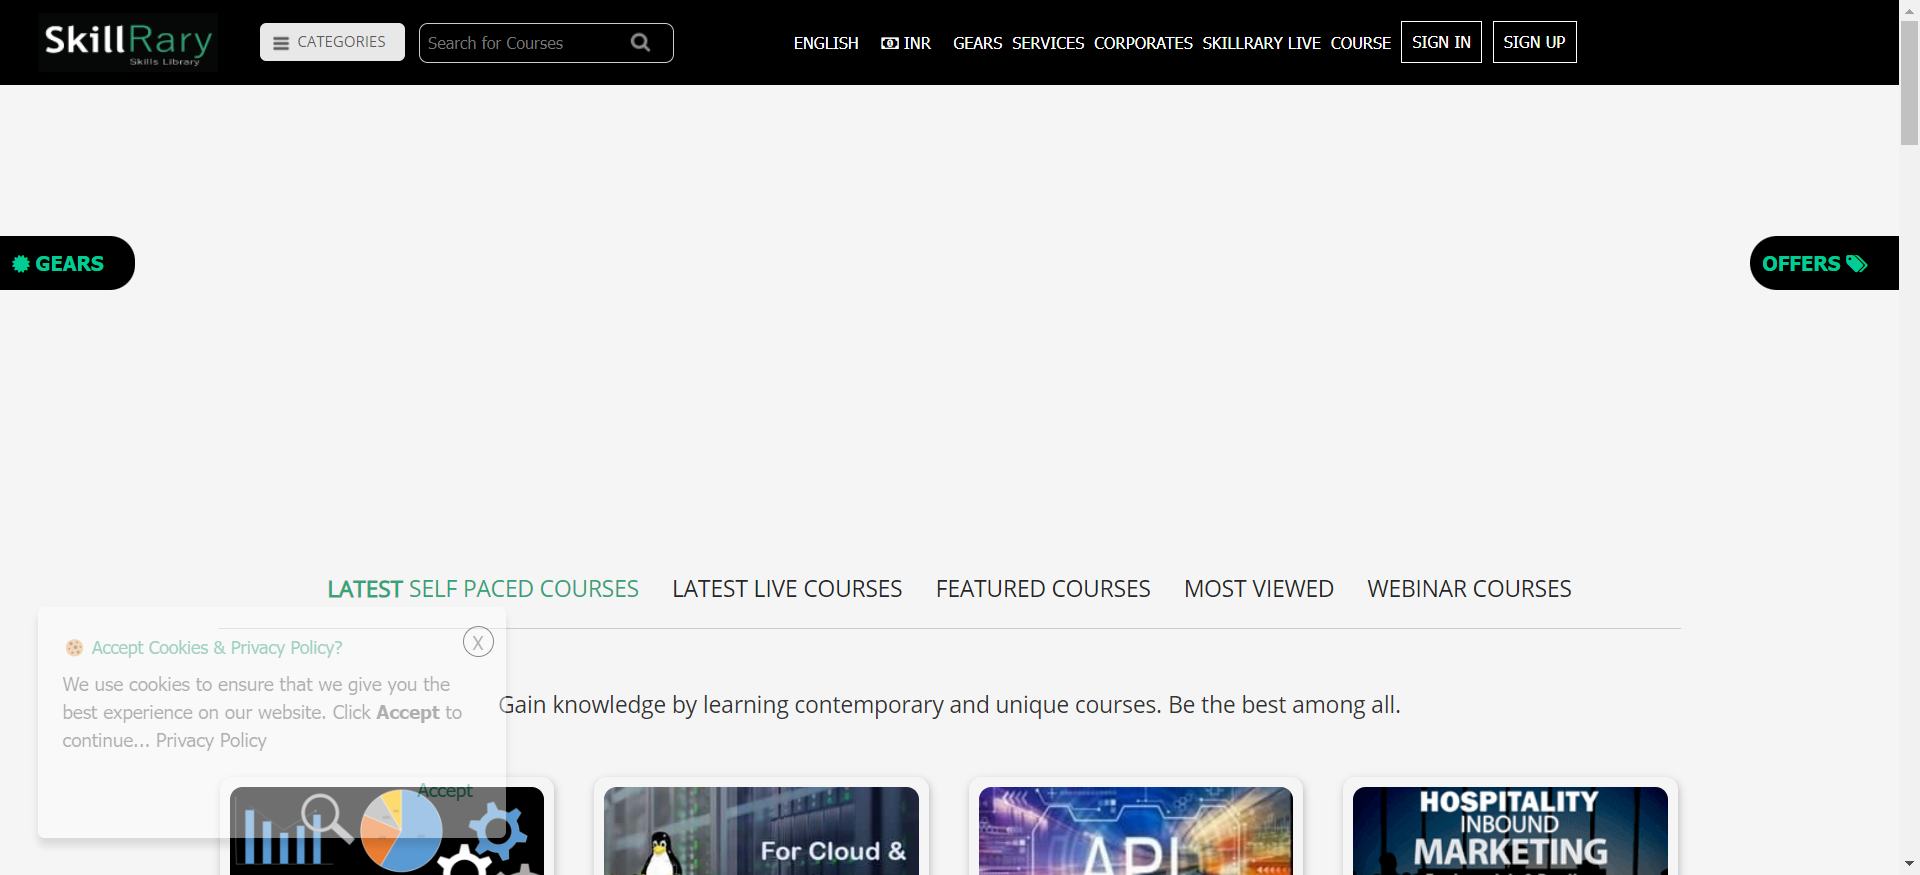 SkillRary
Skills Library
CATEGORIES
Search for Courses
ENGLISH
INR
GEARS
SERVICES
CORPORATES
SKILLRARY LIVE
COURSE
SIGN IN
SIGN UP
GEARS
OFFERS
LATEST SELF PACED COURSES
LATEST LIVE COURSES
FEATURED COURSES
MOST VIEWED
WEBINAR COURSES
Accept Cookies & Privacy Policy?
X
We use cookies to ensure that we give you the
best experience on our website. Click Accept to
continue... Privacy Policy
Accept
Gain knowledge by learning contemporary and unique courses. Be the best among all.
For Cloud &
API
HOSPITALITY
INBOUND
MARKETING